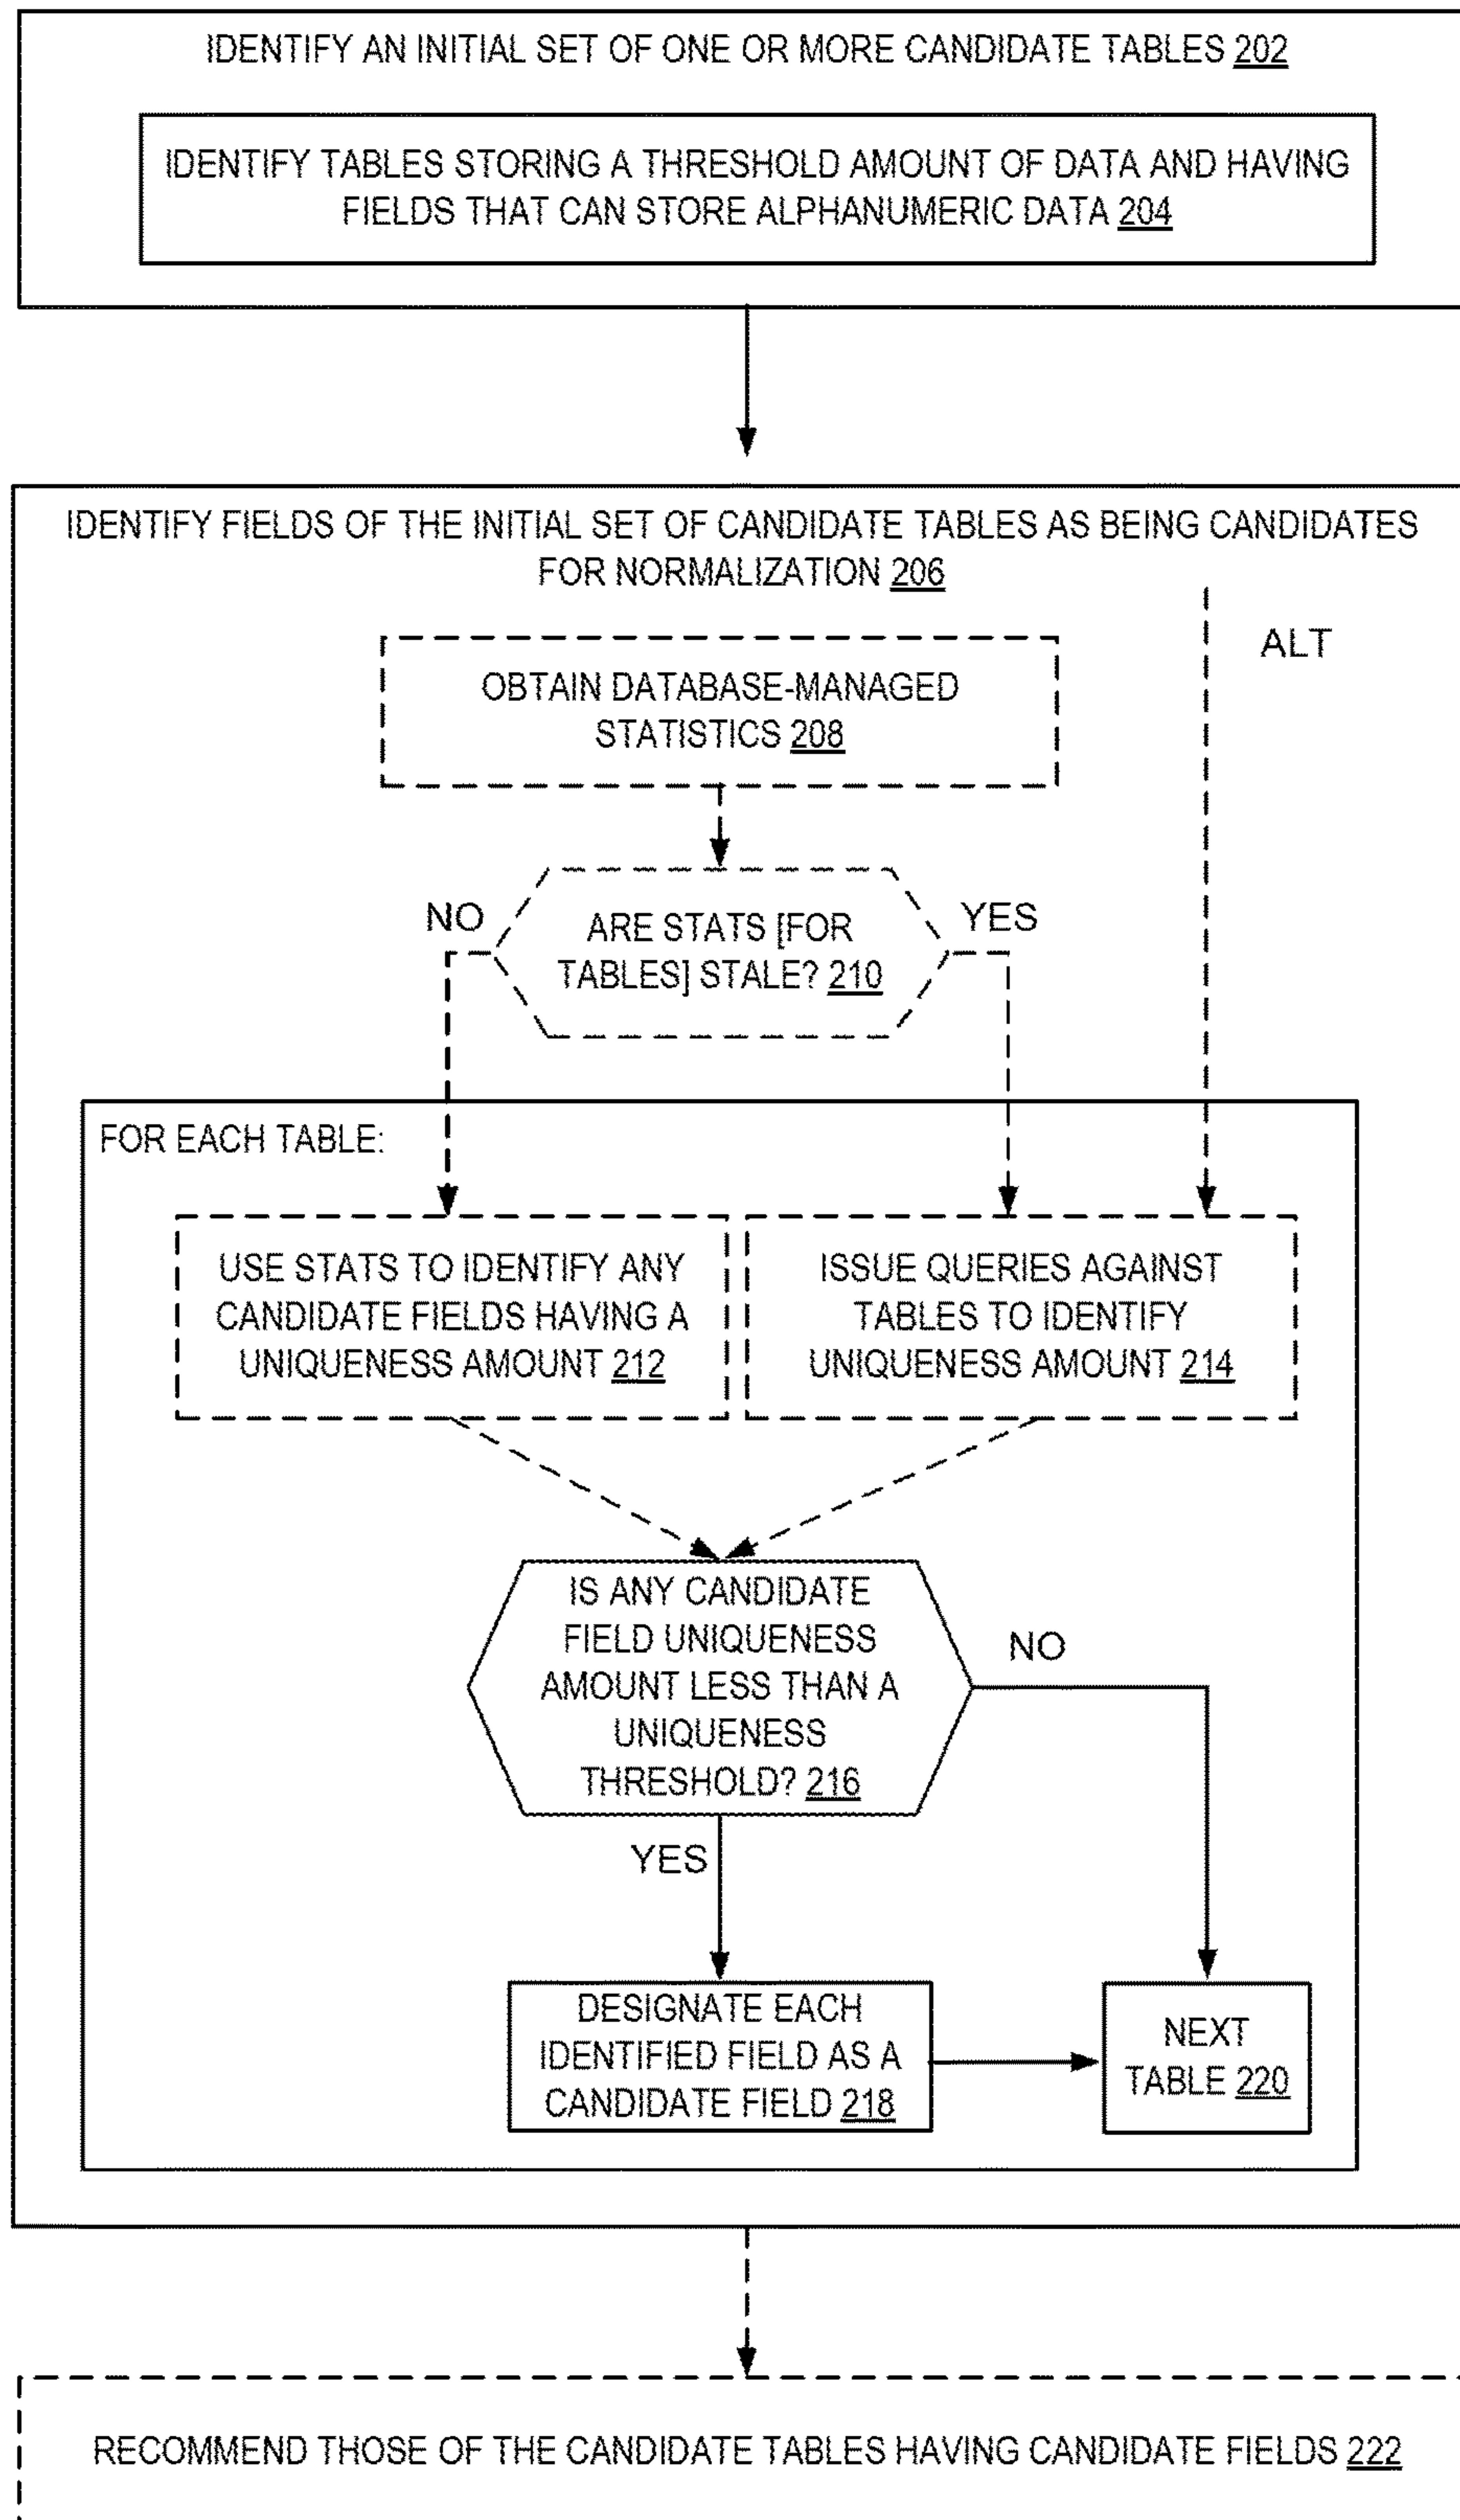 IDENTIFY AN INITIAL SET OF ONE OR MORE CANDIDATE TABLES 202
IDENTIFY TABLES STORING A THRESHOLD AMOUNT OF DATA AND HAVING
FIELDS THAT CAN STORE ALPHANUMERIC DATA 204
IDENTIFY FIELDS OF THE INITIAL SET OF CANDIDATE TABLES AS BEING CANDIDATES
FOR NORMALIZATION 206
ALT
OBTAIN DATABASE-MANAGED
STATISTICS 208
NO
YES
ARE STATS [FOR
TABLES] STALE? 210
FOR EACH TABLE:
USE STATS TO IDENTIFY ANY
CANDIDATE FIELDS HAVING A
UNIQUENESS AMOUNT 212
ISSUE QUERIES AGAINST
TABLES TO IDENTIFY
UNIQUENESS AMOUNT 214
IS ANY CANDIDATE
FIELD UNIQUENESS
AMOUNT LESS THAN A
UNIQUENESS
THRESHOLD? 216
NO
YES
DESIGNATE EACH
IDENTIFIED FIELD AS A
CANDIDATE FIELD 218
NEXT
TABLE 220
RECOMMEND THOSE OF THE CANDIDATE TABLES HAVING CANDIDATE FIELDS 222